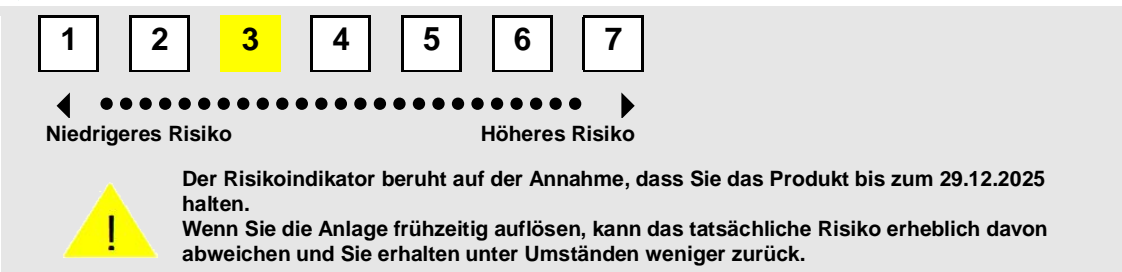 1 2 3 4 5 6 7
Niedrigeres Risiko Höheres Risiko
Der Risikoindikator beruht auf der Annahme, dass Sie das Produkt bis zum 29.12.2025
halten.
Wenn Sie die Anlage frühzeitig auflösen, kann das tatsächliche Risiko erheblich davon
abweichen und Sie erhalten unter Umständen weniger zurück.
!